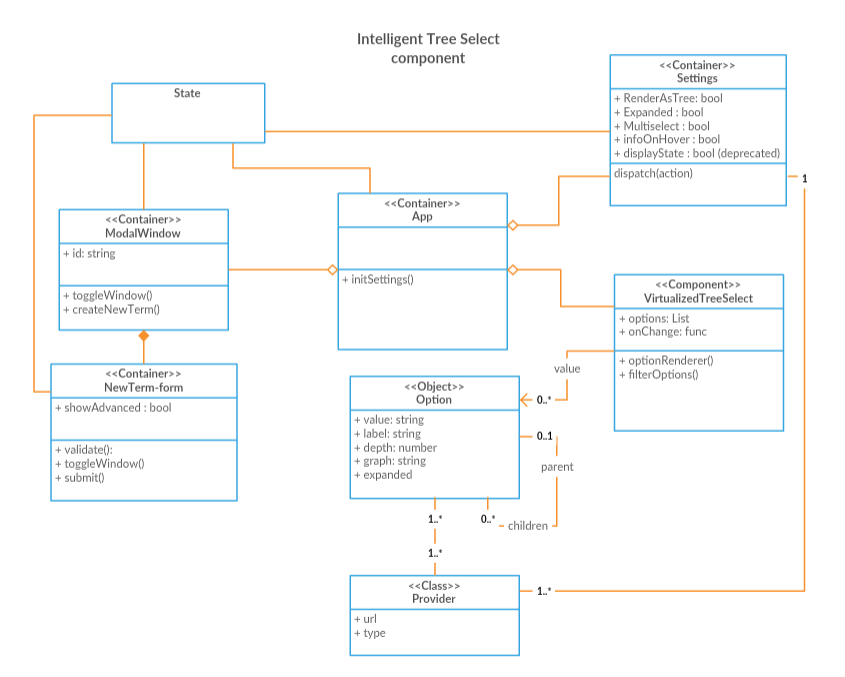 Intelligent Tree Select
component
State
<<Container>>
Settings
+ RenderAsTree: bool
+ Expanded : bool
+ Multiselect : bool
+ infoOnHover : bool
+ displayState : bool (deprecated)
dispatch(action)
1
<<Container>>
App
+ initSettings()
<<Container>>
ModalWindow
+ id: string
+ toggleWindow()
+ createNewTerm()
<<Component>>
VirtualizedTreeSelect
+ options: List
+ onChange: func
+ optionRenderer()
+ filterOptions()
<<Container>>
NewTerm-form
+ showAdvanced : bool
+ validate():
+ toggleWindow()
+ submit()
value
0..*
<<Object>>
Option
+ value: string
+ label: string
+ depth: number
+ graph: string
+ expanded
0..1
parent
1..*
0..*
children
1..*
<<Class>>
Provider
+ url
+ type
1..*